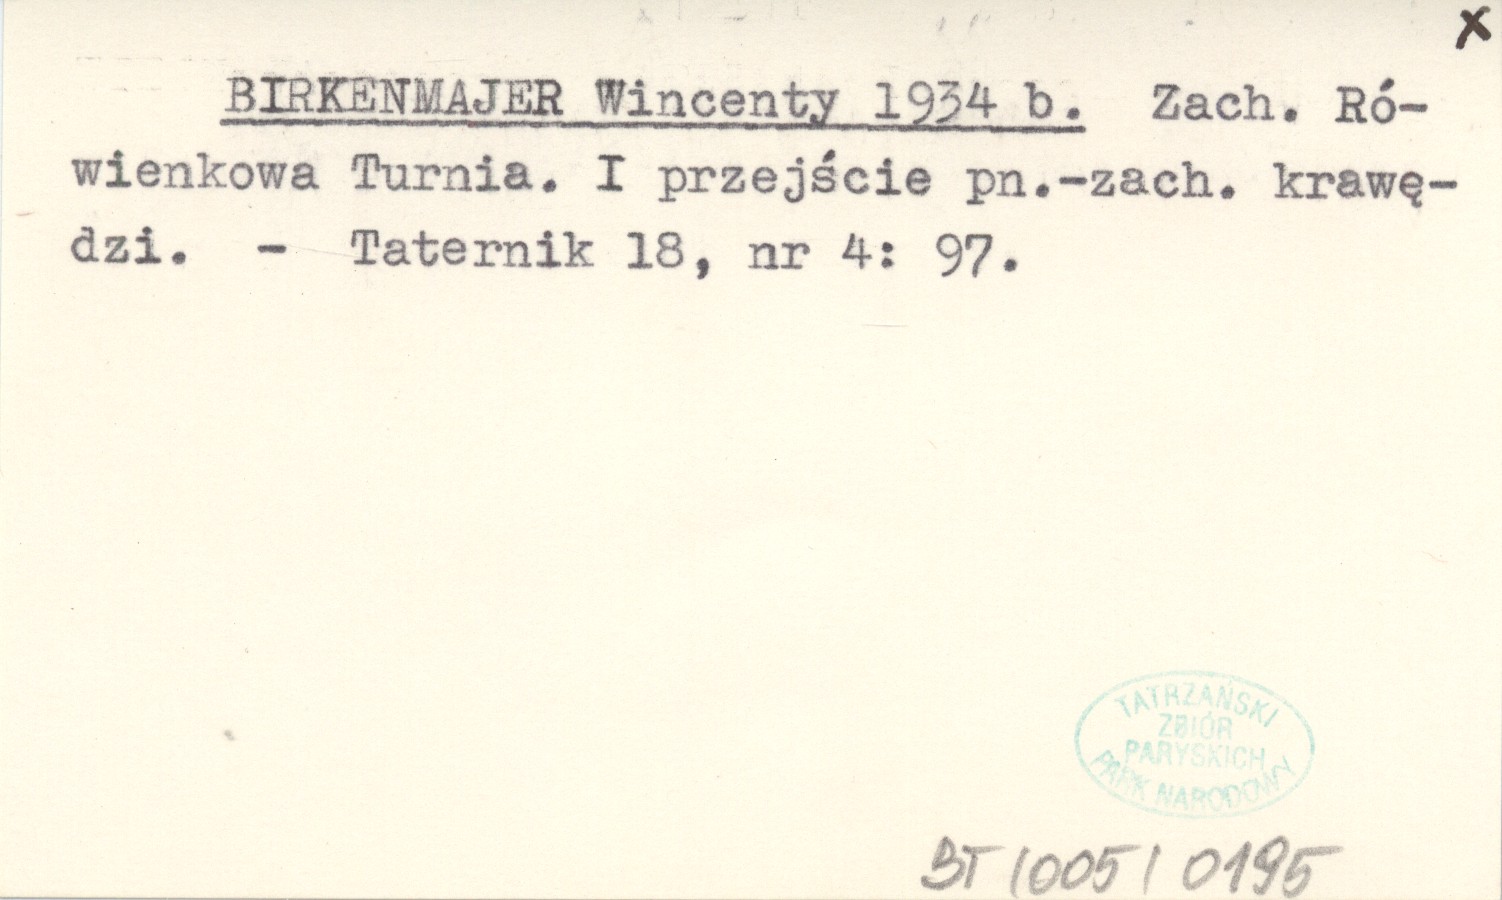 x
BIRKENMAJER Wincenty 1934 b. Zach. Ró-
wienkowa Turnia. I przejście pn.-zach. krawę-
dzi. - Taternik 18, nr 4: 97.
TATRZAŃSKI
ZBIÓR
PARYSKICH
PARK NARODOWY
BT/005/0195